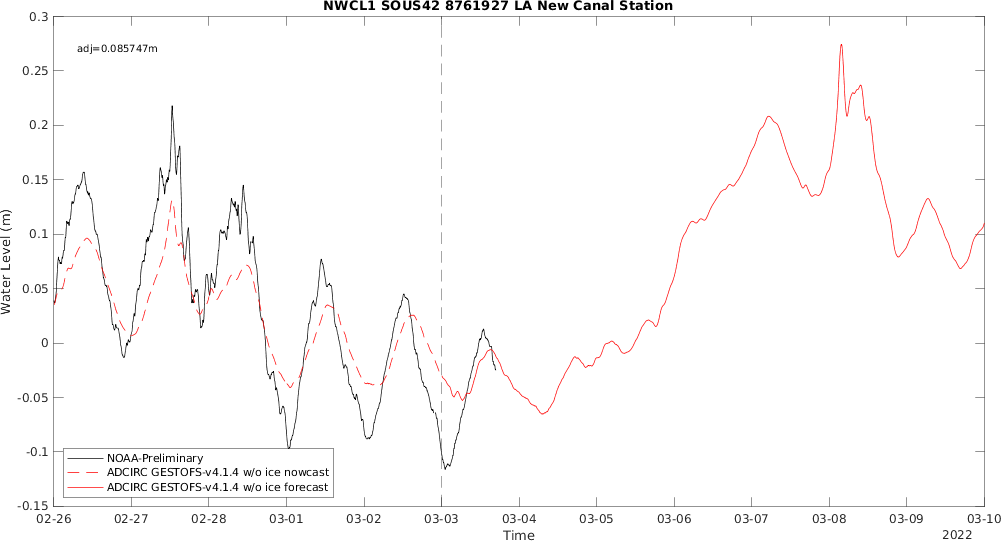 NWCL1 SOUS42 8761927 LA New Canal Station
adj=0.085747m
Water Level (m)
0.3
0.25
0.2
0.15
0.1
0.05
0
-0.05
-0.1
-0.15
NOAA-Preliminary
ADCIRC GESTOFS-v4.1.4 w/o ice nowcast
ADCIRC GESTOFS-v4.1.4 w/o ice forecast
02-26 02-27 02-28 03-01 03-02 03-03 03-04 03-05 03-06 03-07 03-08 03-09 03-10
Time
2022